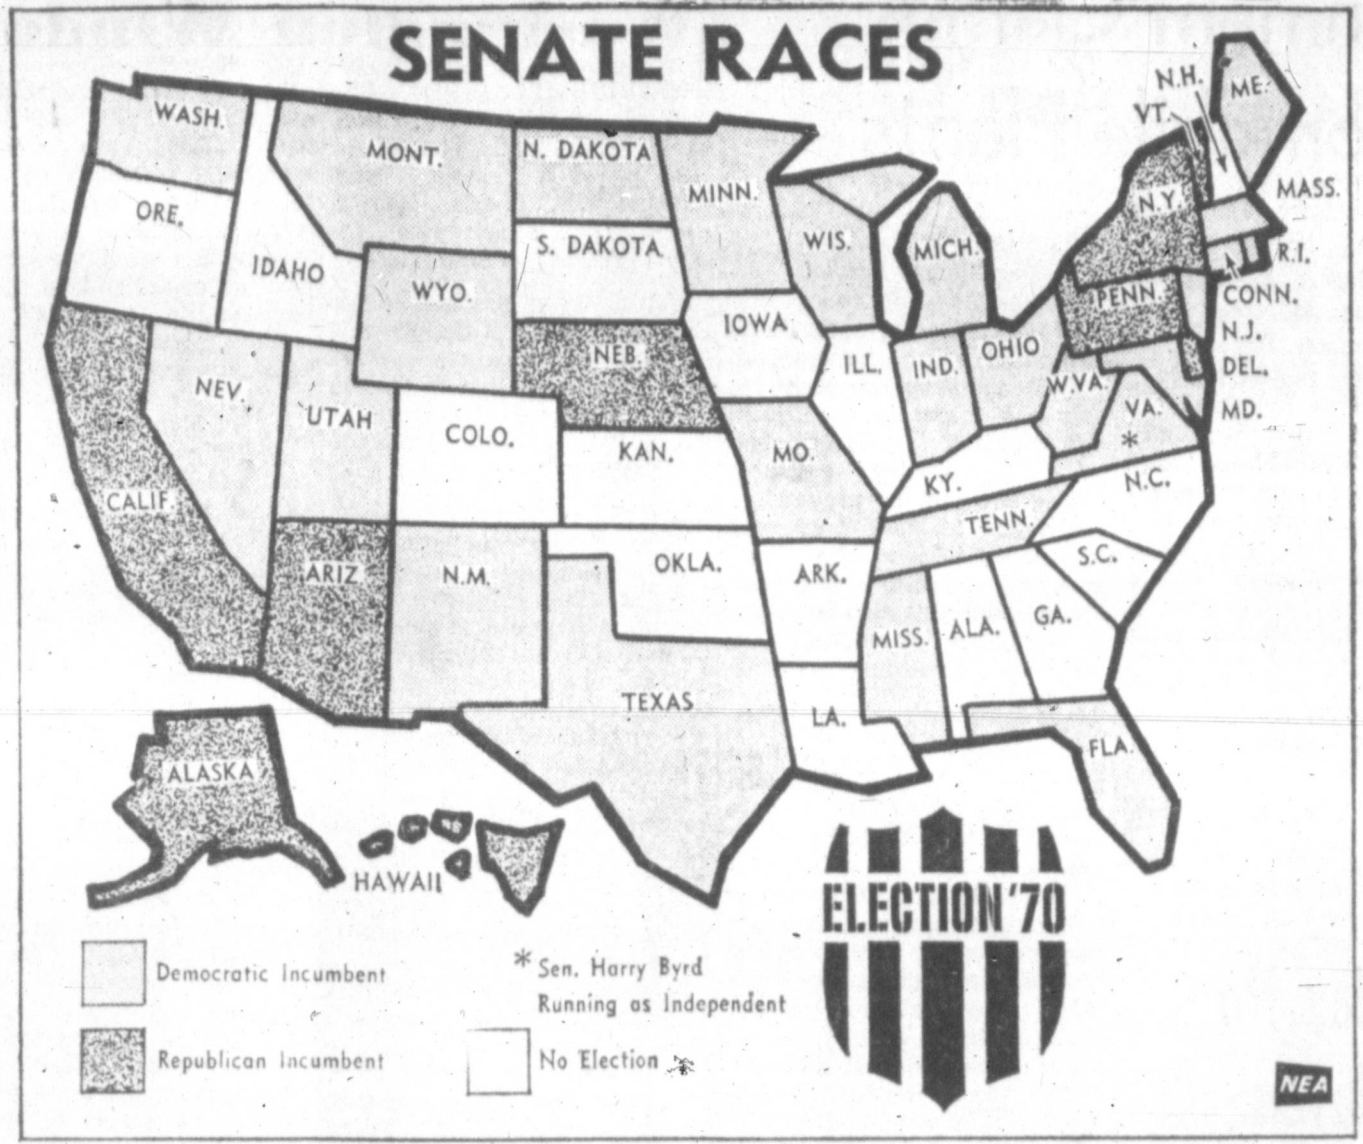 SENATE RACES
WASH.
MONT.
N. DAKOTA
MINN.
N.H.
VT.
ME.
MASS.
ORE.
IDAHO
WYO.
S. DAKOTA
WIS.
MICH.
N.Y.
R.I.
CONN.
PENN.
N.J.
DEL.
MD.
NEV.
UTAH
COLO.
NEB.
IOWA
ILL.
IND.
OHIO
W.VA.
VA.
*
KAN.
MO.
KY.
N.C.
CALIF.
ARIZ
N.M.
OKLA.
ARK.
TENN.
S.C.
MISS.
ALA.
GA.
TEXAS
LA.
FLA.
ALASKA
HAWAII
ELECTION '70
Democratic Incumbent
* Sen. Harry Byrd
Running as Independent
Republican Incumbent
No Election
NEA